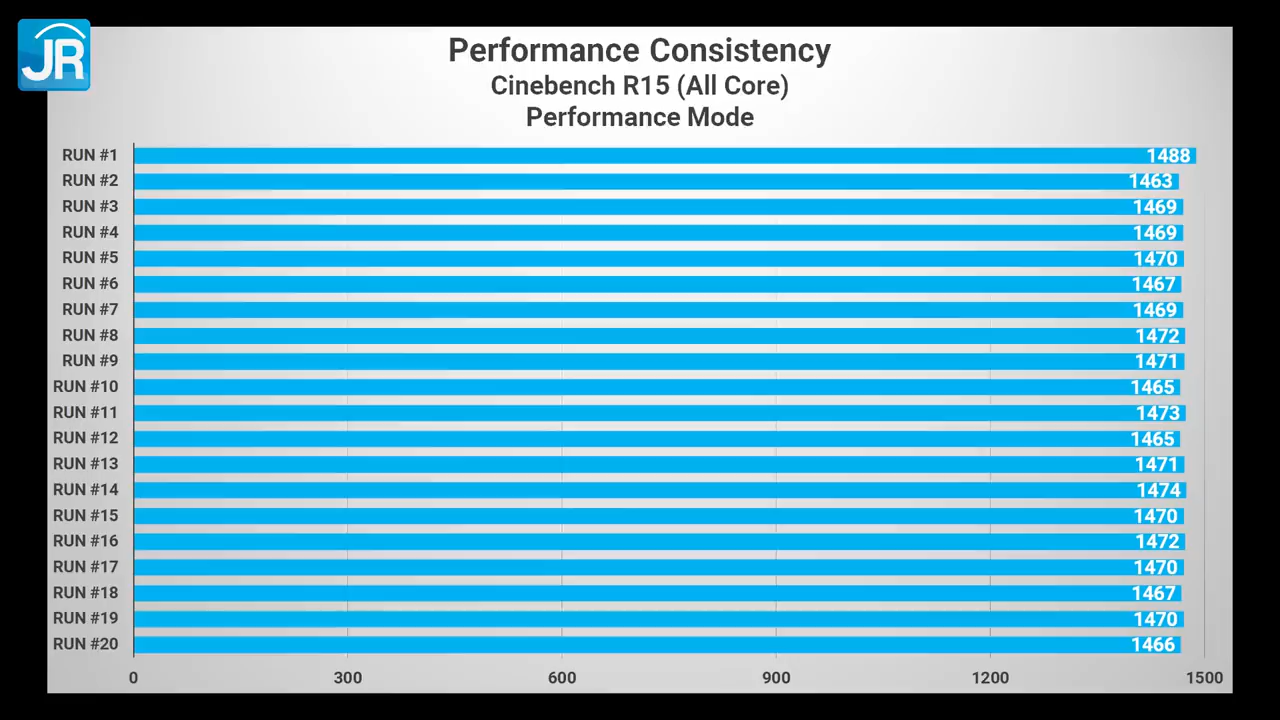 JR
Performance Consistency
Cinebench R15 (All Core)
Performance Mode
RUN #1 1488
RUN #2 1463
RUN #3 1469
RUN #4 1469
RUN #5 1470
RUN #6 1467
RUN #7 1469
RUN #8 1472
RUN #9 1471
RUN #10 1465
RUN #11 1473
RUN #12 1465
RUN #13 1471
RUN #14 1474
RUN #15 1470
RUN #16 1472
RUN #17 1470
RUN #18 1467
RUN #19 1470
RUN #20 1466
0 300 600 900 1200 1500